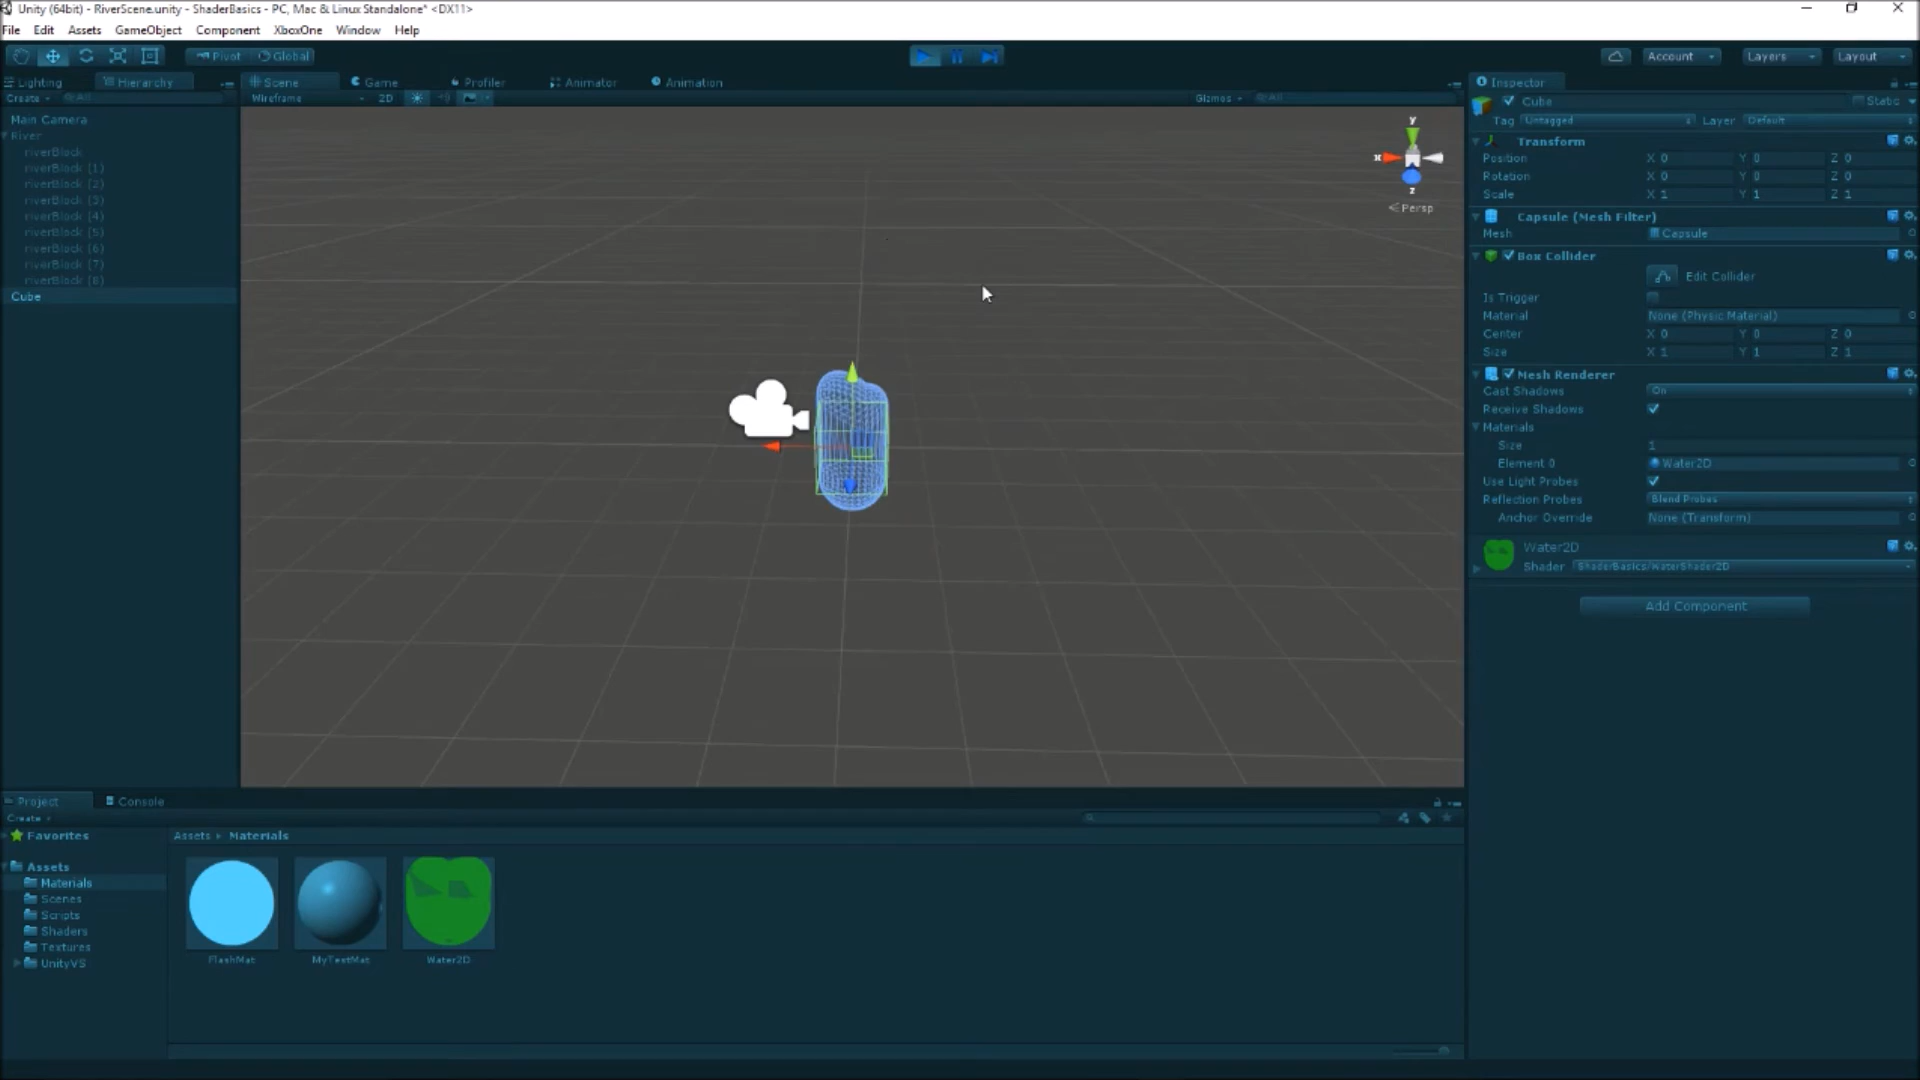 Unity (64bit) - RiverScene.unity - ShaderBasics - PC, Mac & Linux Standalone* <DX11>
File Edit Assets GameObject Component XboxOne Window Help
Pivot Global Account Layers Layout
Lighting Hierarchy Scene Game Profiler Animator Animation Inspector
Create All Wireframe 2D Gizmos All
Cube Static
Tag Untagged Layer Default
Main Camera
River
riverBlock
riverBlock (1)
riverBlock (2)
riverBlock (3)
riverBlock (4)
riverBlock (5)
riverBlock (6)
riverBlock (7)
riverBlock (8)
Cube
y
x
z
Persp
Transform
Position X 0 Y 0 Z 0
Rotation X 0 Y 0 Z 0
Scale X 1 Y 1 Z 1
Capsule (Mesh Filter)
Mesh Capsule
Box Collider
Edit Collider
Is Trigger
Material None (Physic Material)
Center X 0 Y 0 Z 0
Size X 1 Y 1 Z 1
Mesh Renderer
Cast Shadows On
Receive Shadows
Materials
Size 1
Element 0 Water2D
Use Light Probes
Reflection Probes Blend Probes
Anchor Override None (Transform)
Water2D
Shader ShaderBasics/WaterShader2D
Add Component
Project Console
Create
Favorites
Assets
Materials
Scenes
Scripts
Shaders
Textures
UnityVS
Assets Materials
FlashMat MyTestMat Water2D